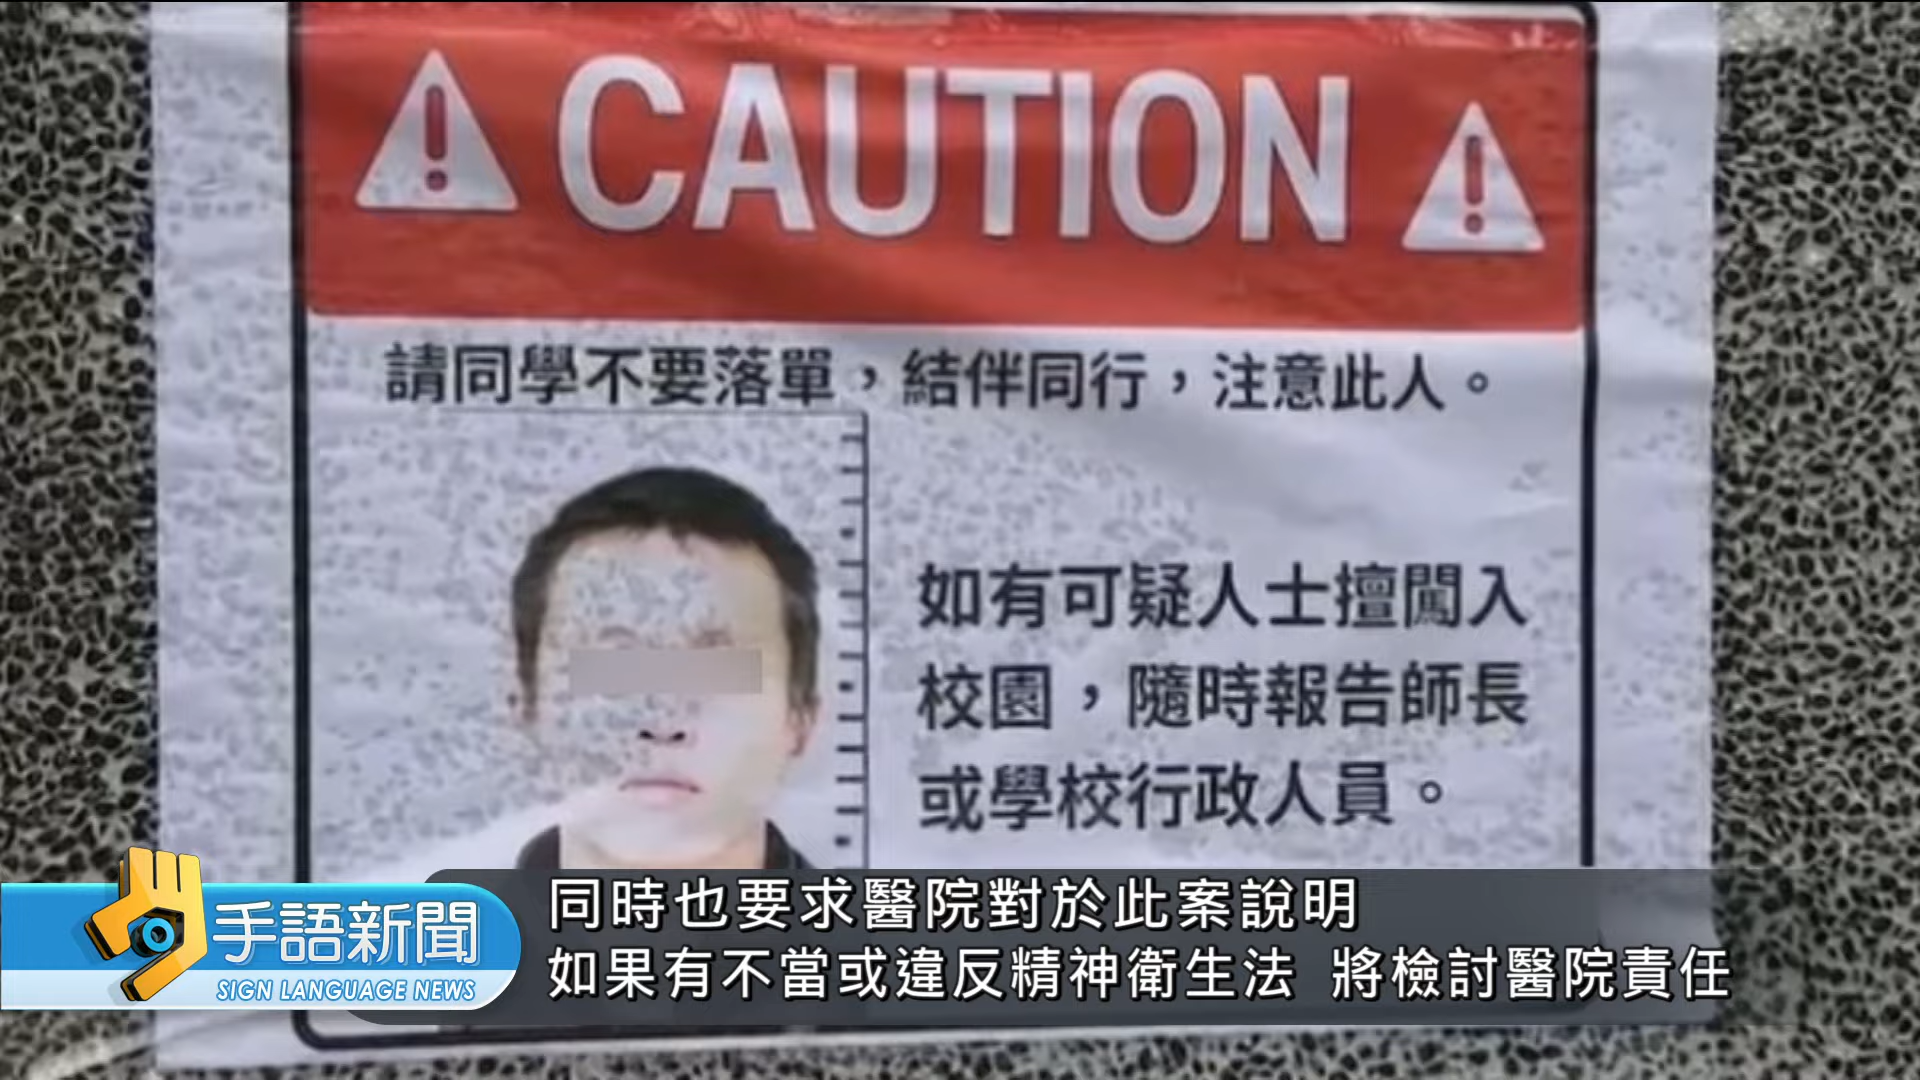 CAUTION
請同學不要落單，結伴同行，注意此人。
如有可疑人士擅闖入
校園，隨時報告師長
或學校行政人員。
手語新聞
SIGN LANGUAGE NEWS
同時也要求醫院對於此案說明
如果有不當或違反精神衛生法 將檢討醫院責任